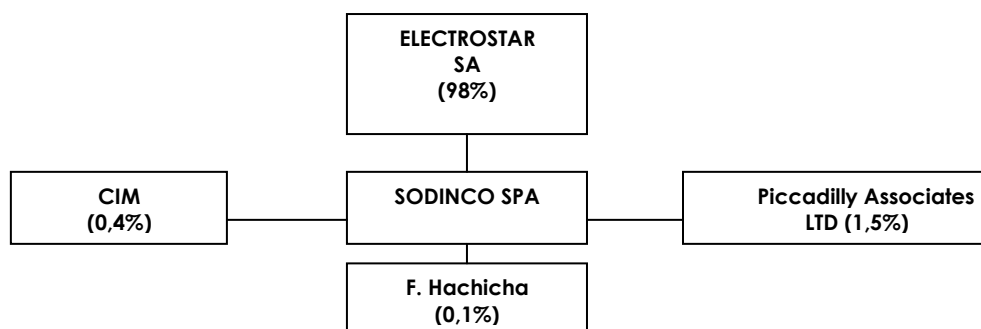 ELECTROSTAR
SA
(98%)
CIM
(0,4%)
SODINCO SPA
Piccadilly Associates
LTD (1,5%)
F. Hachicha
(0,1%)